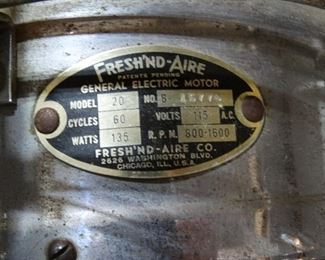 FRESH'ND-AIRE
PATENTS PENDING
GENERAL ELECTRIC MOTOR
MODEL 20 NO. B
CYCLES 60 VOLTS 115 A.C.
WATTS 135 R.P.M. 800-1600
FRESH'ND-AIRE CO.
2626 WASHINGTON BLVD.
CHICAGO, ILL., U.S.A.